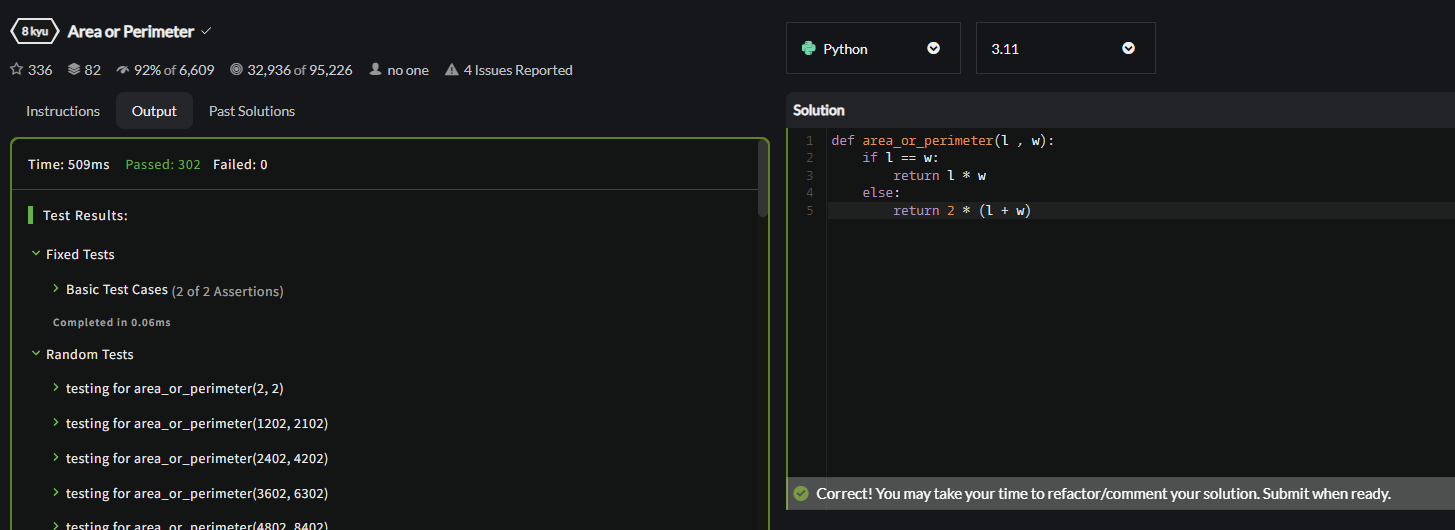 8 kyu Area or Perimeter
336 82 92% of 6,609 32,936 of 95,226 no one 4 Issues Reported
Instructions Output Past Solutions
Time: 509ms Passed: 302 Failed: 0
Test Results:
Fixed Tests
Basic Test Cases (2 of 2 Assertions)
Completed in 0.06ms
Random Tests
testing for area_or_perimeter(2, 2)
testing for area_or_perimeter(1202, 2102)
testing for area_or_perimeter(2402, 4202)
testing for area_or_perimeter(3602, 6302)
testing for area_or_perimeter(4802, 8402)
Python 3.11
Solution
1 def area_or_perimeter(l , w):
2 if l == w:
3 return l * w
4 else:
5 return 2 * (l + w)
Correct! You may take your time to refactor/comment your solution. Submit when ready.